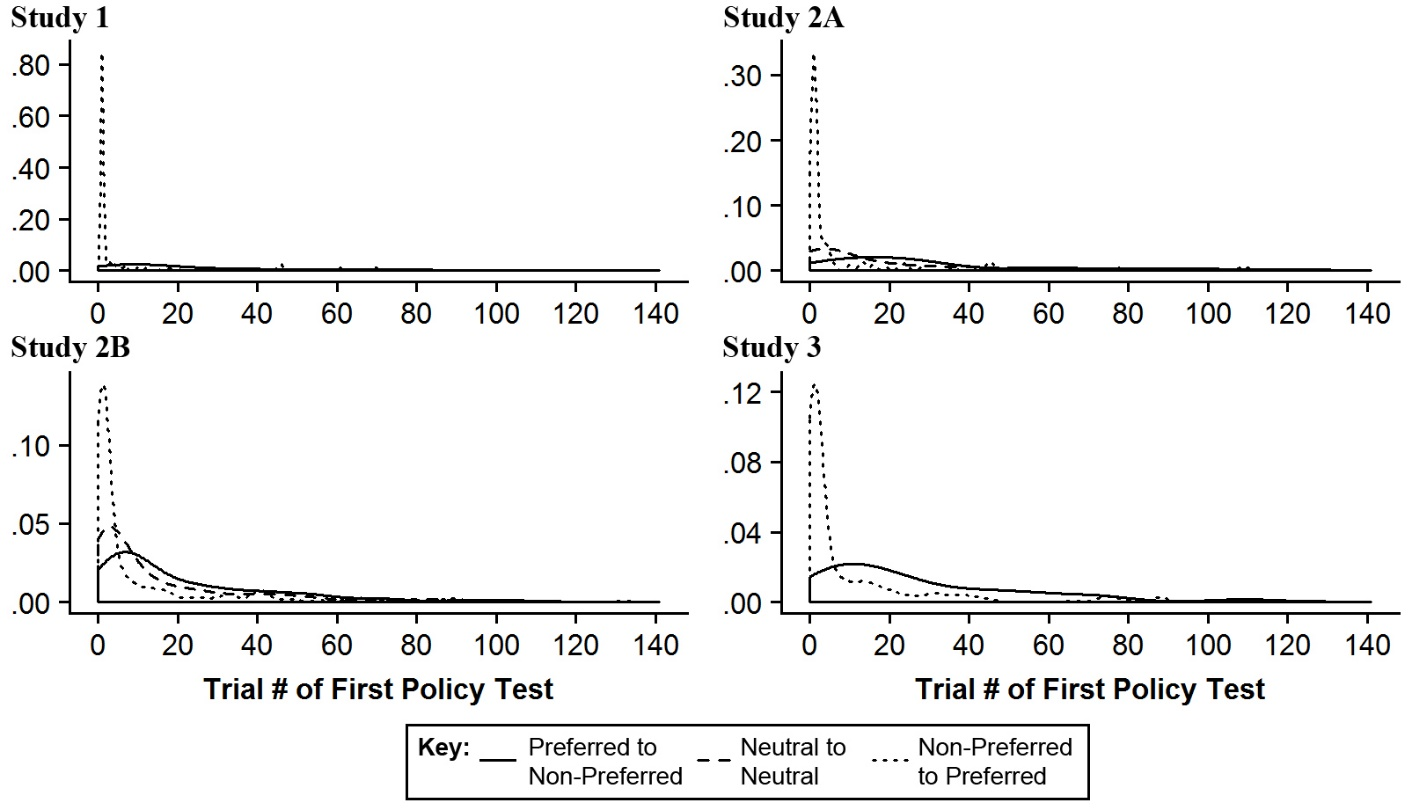 Study 1
.80
.60
.40
.20
.00
0 20 40 60 80 100 120 140
Study 2A
.30
.20
.10
.00
0 20 40 60 80 100 120 140
Study 2B
.10
.05
.00
0 20 40 60 80 100 120 140
Trial # of First Policy Test
Study 3
.12
.08
.04
.00
0 20 40 60 80 100 120 140
Trial # of First Policy Test
Key:
Preferred to
Non-Preferred
Neutral to
Neutral
Non-Preferred
to Preferred